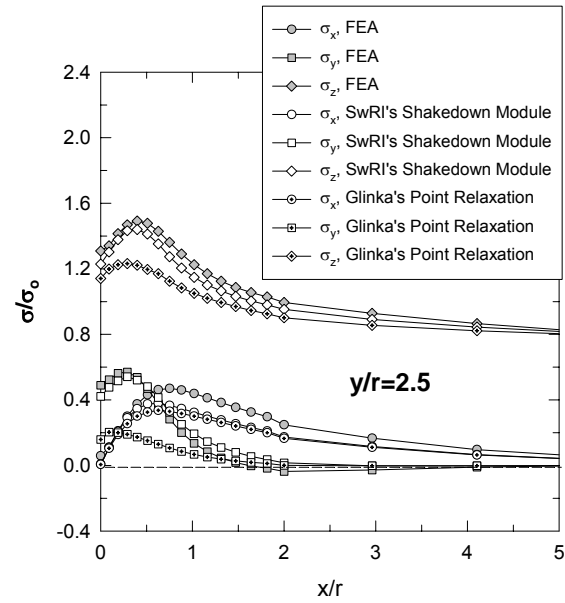 σx, FEA
σy, FEA
σz, FEA
σx, SwRI's Shakedown Module
σy, SwRI's Shakedown Module
σz, SwRI's Shakedown Module
σx, Glinka's Point Relaxation
σy, Glinka's Point Relaxation
σz, Glinka's Point Relaxation
2.4
2.0
1.6
1.2
0.8
0.4
0.0
-0.4
σ/σo
y/r=2.5
0 1 2 3 4 5
x/r